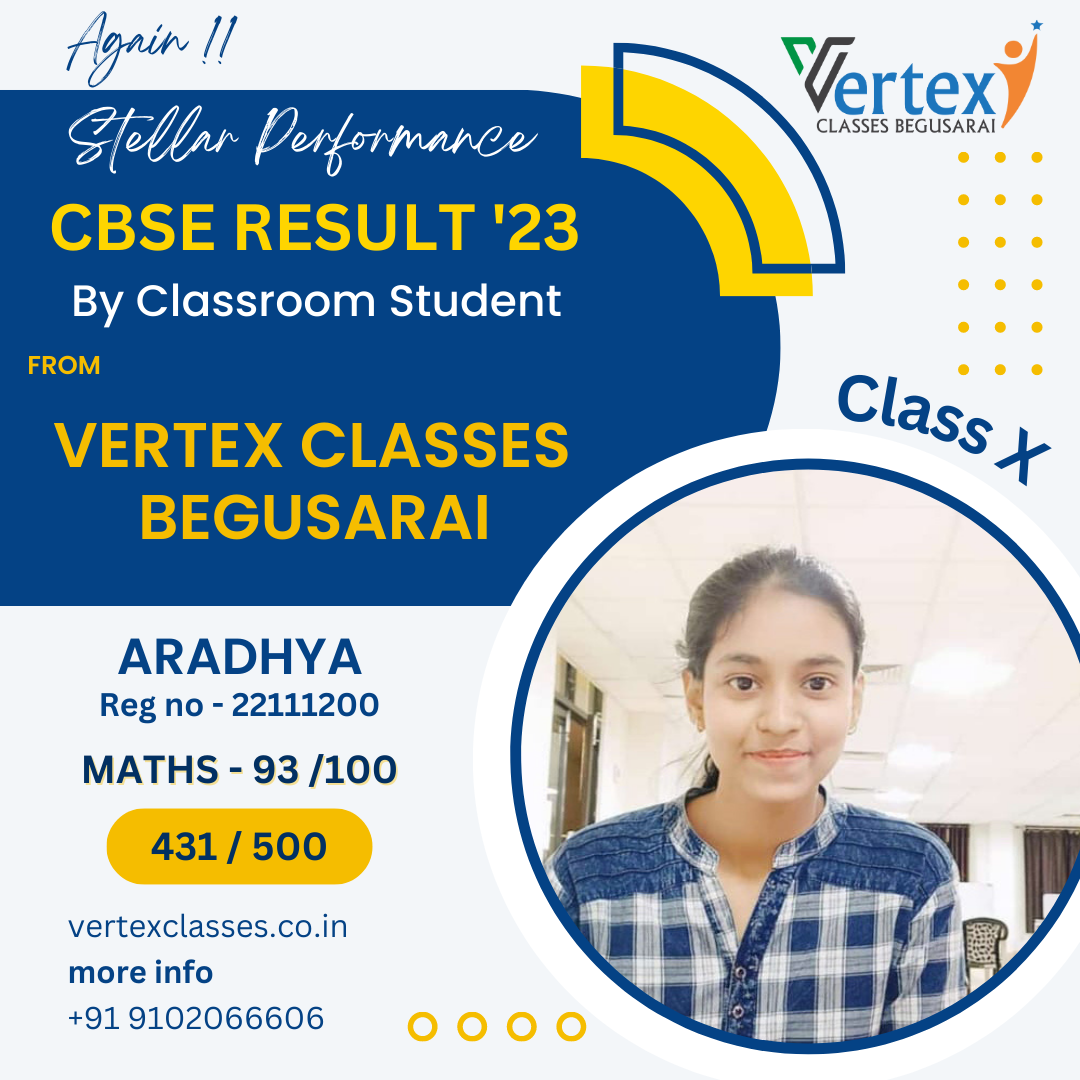 Again !!
Vertex
CLASSES BEGUSARAI
Stellar Performance
CBSE RESULT '23
By Classroom Student
FROM
VERTEX CLASSES
BEGUSARAI
Class X
ARADHYA
Reg no - 22111200
MATHS - 93 /100
431 / 500
vertexclasses.co.in
more info
+91 9102066606